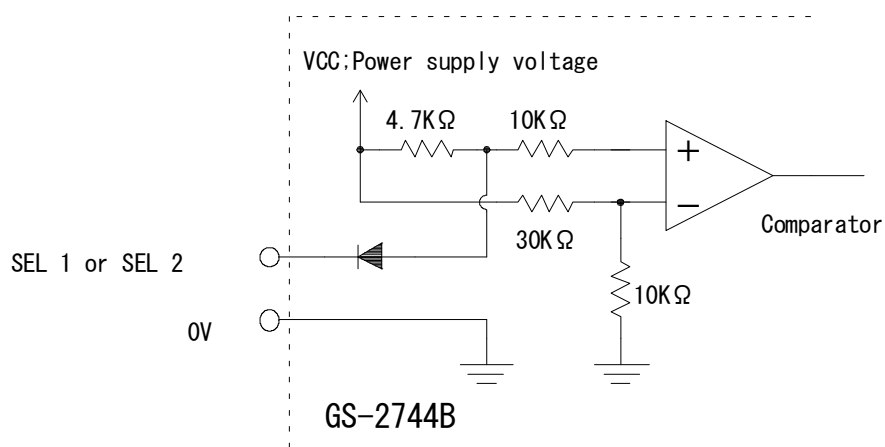 VCC;Power supply voltage
4.7KΩ
10KΩ
+
−
30KΩ
Comparator
SEL 1 or SEL 2
10KΩ
0V
GS-2744B